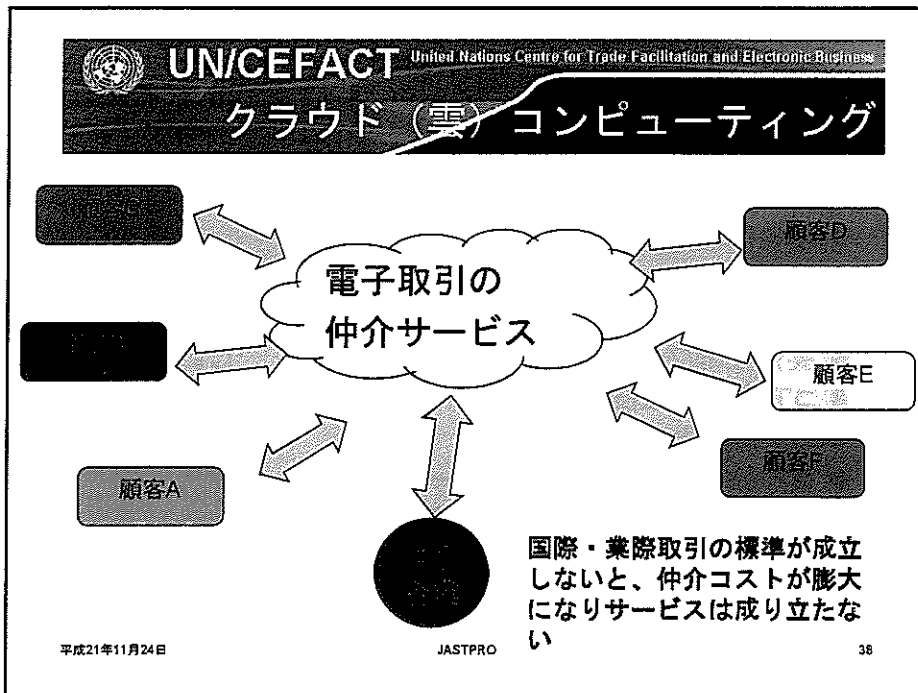 UN/CEFACT United Nations Centre for Trade Facilitation and Electronic Business
クラウド（雲）コンピューティング
電子取引の
仲介サービス
顧客D
顧客E
顧客F
顧客A
国際・業際取引の標準が成立
しないと、仲介コストが膨大
になりサービスは成り立たな
い
平成21年11月24日
JASTPRO
38